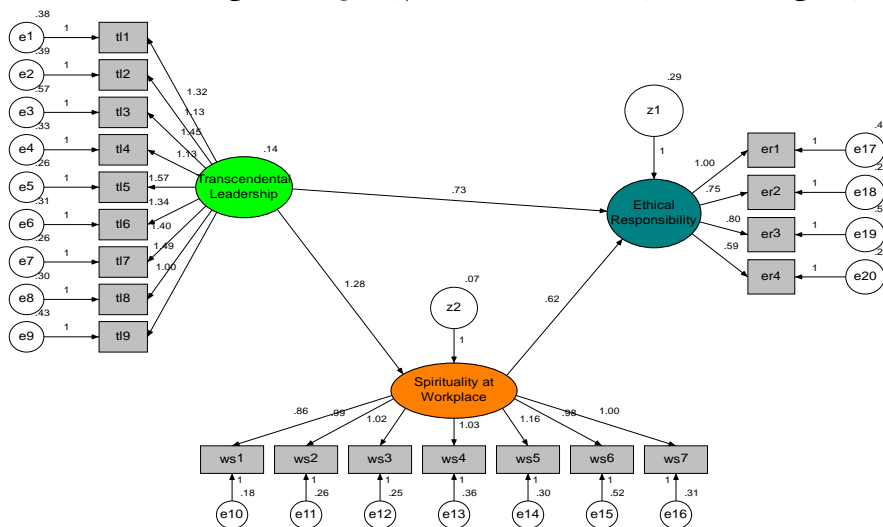 .38
e1 1 tl1
.39
e2 1 tl2
.57
e3 1 tl3
.33
e4 1 tl4
.26
e5 1 tl5
.31
e6 1 tl6
.26
e7 1 tl7
.30
e8 1 tl8
.43
e9 1 tl9
1.32
1.13
1.45
1.13
1.57
1.34
1.40
1.49
1.00
.14
Transcendental
Leadership
.73
1.28
.29
z1
1
Ethical
Responsibility
1.00
.75
.80
.59
er1 1 e17
er2 1 e18
er3 1 e19
er4 1 e20
.07
z2
1
.62
Spirituality at
Workplace
.86
.99
1.02
1.03
1.16
.98
1.00
ws1 ws2 ws3 ws4 ws5 ws6 ws7
1 1 1 1 1 1 1
.18 .26 .25 .36 .30 .52 .31
e10 e11 e12 e13 e14 e15 e16